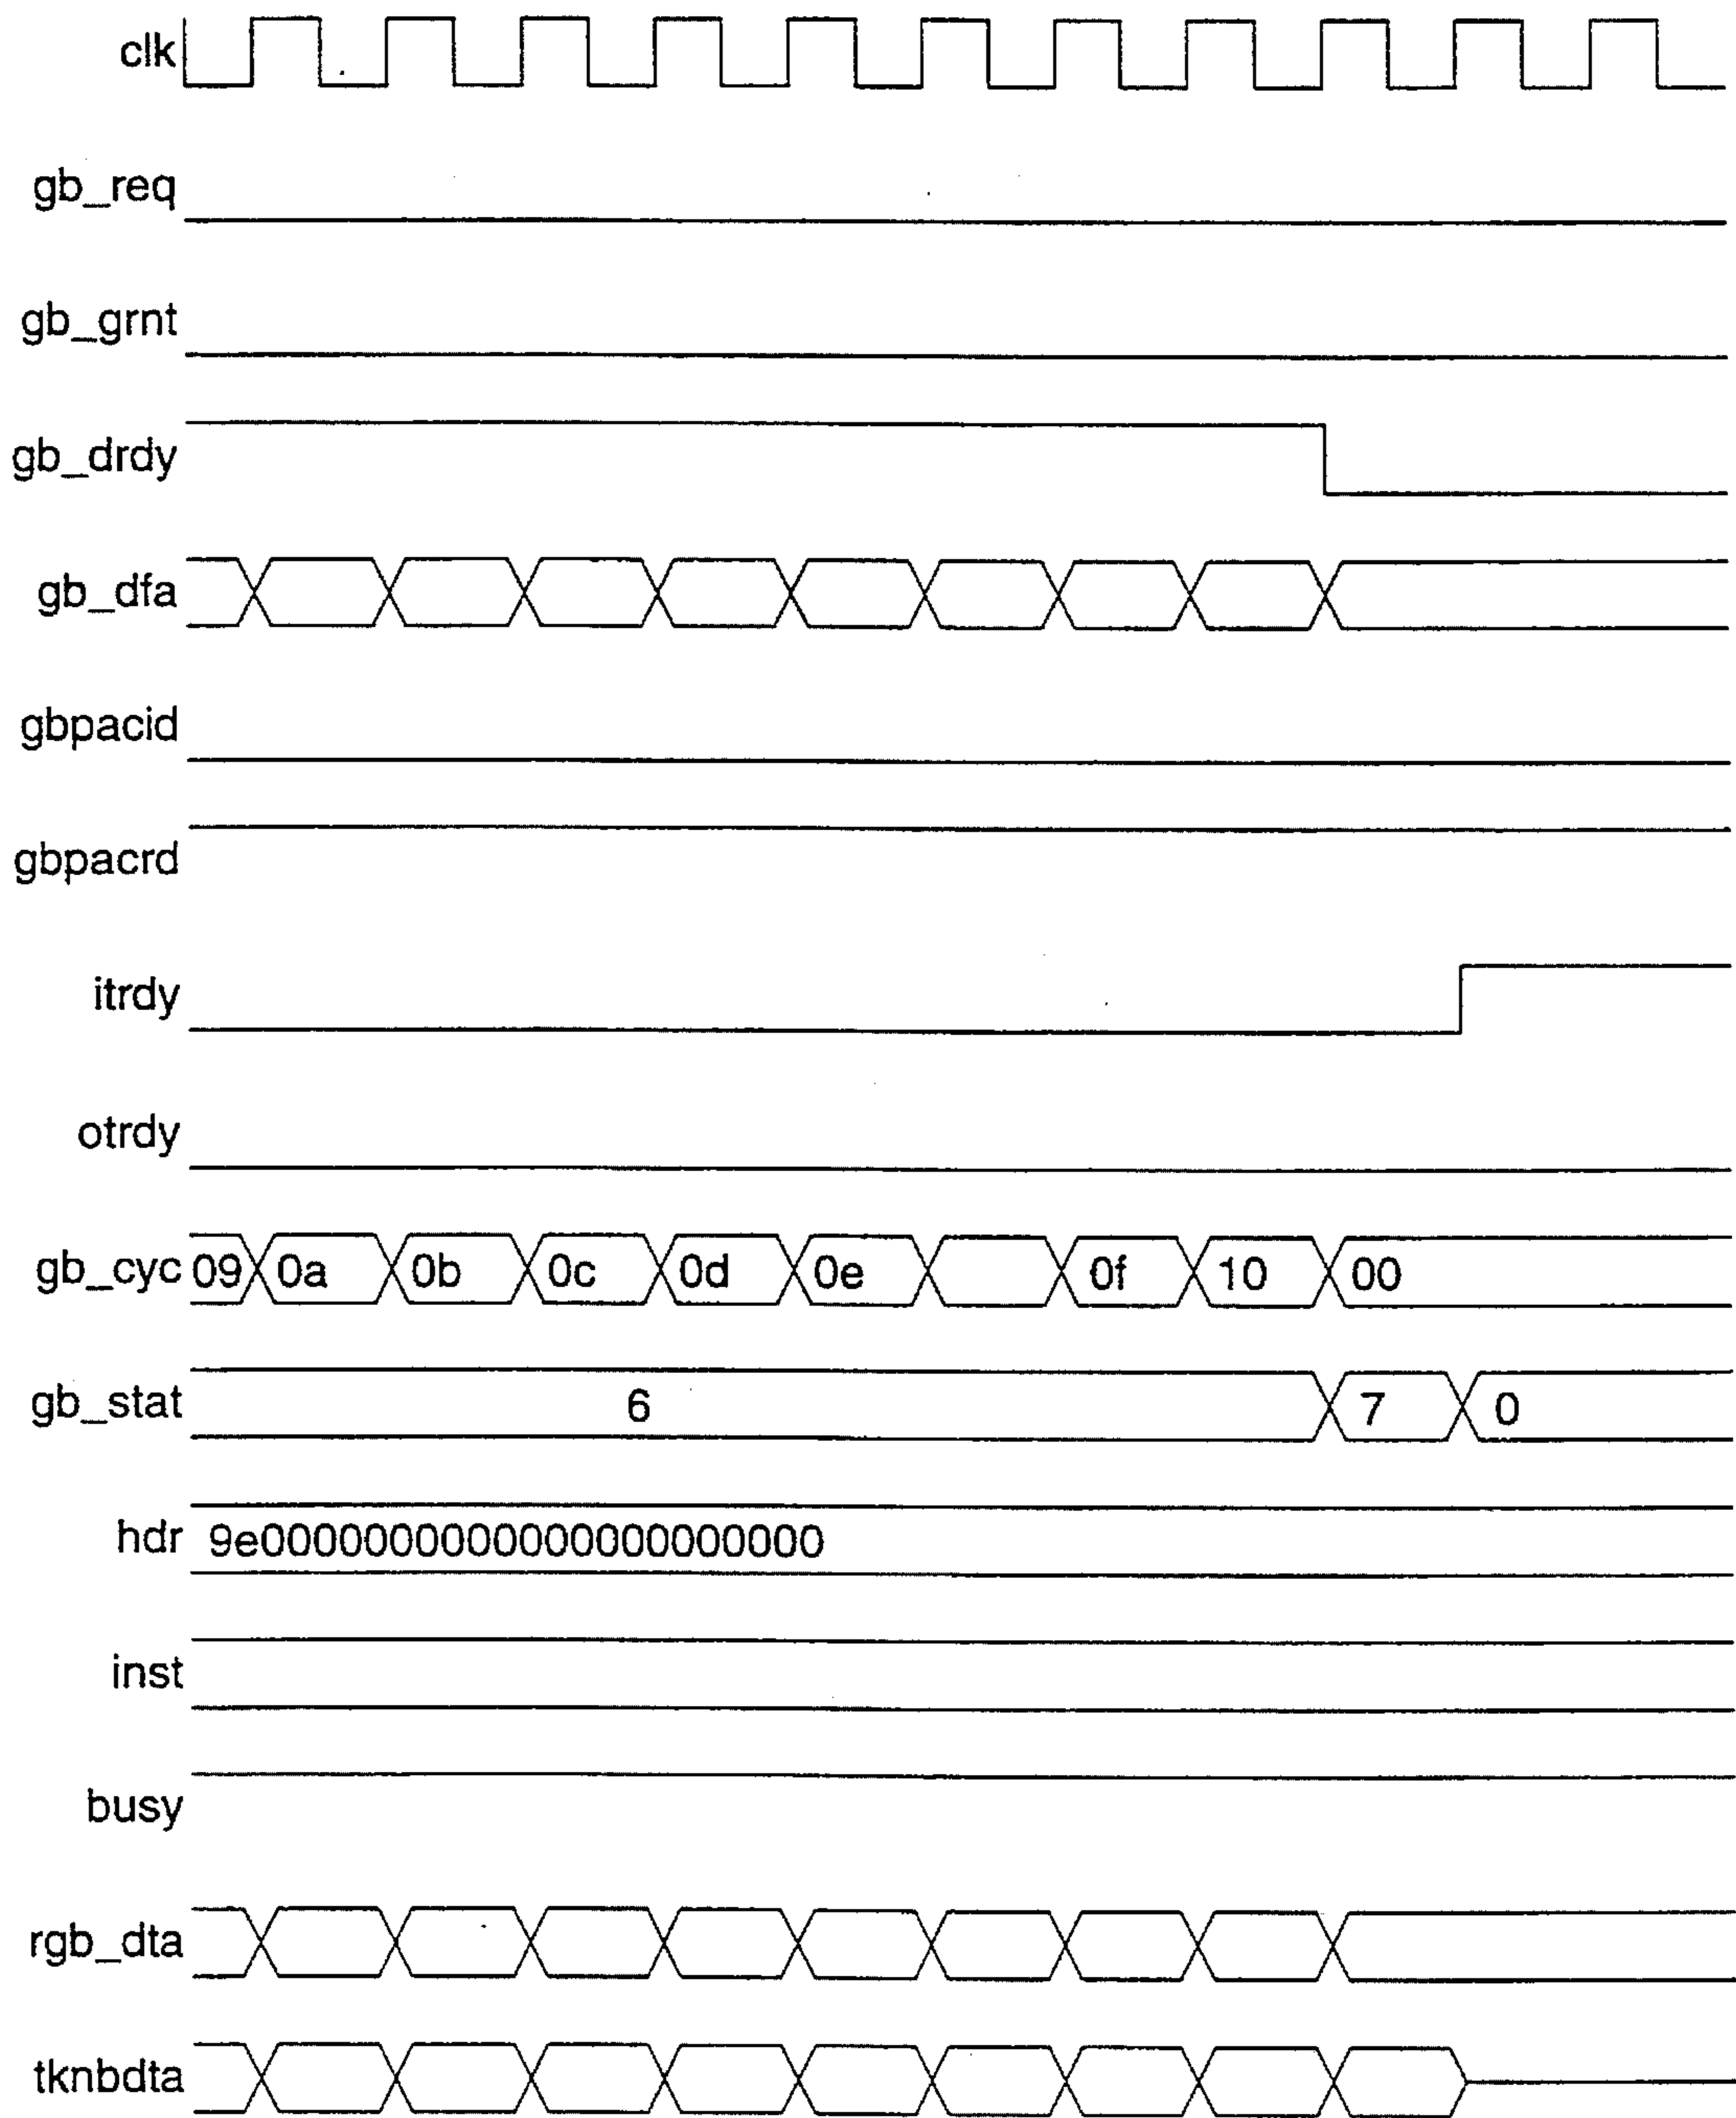 clk
gb_req
gb_grnt
gb_drdy
gb_dfa
gbpacid
gbpacrd
itrdy
otrdy
gb_cyc 09 0a 0b 0c 0d 0e 0f 10 00
gb_stat 6 7 0
hdr 9e0000000000000000000000
inst
busy
rgb_dta
tknbdta